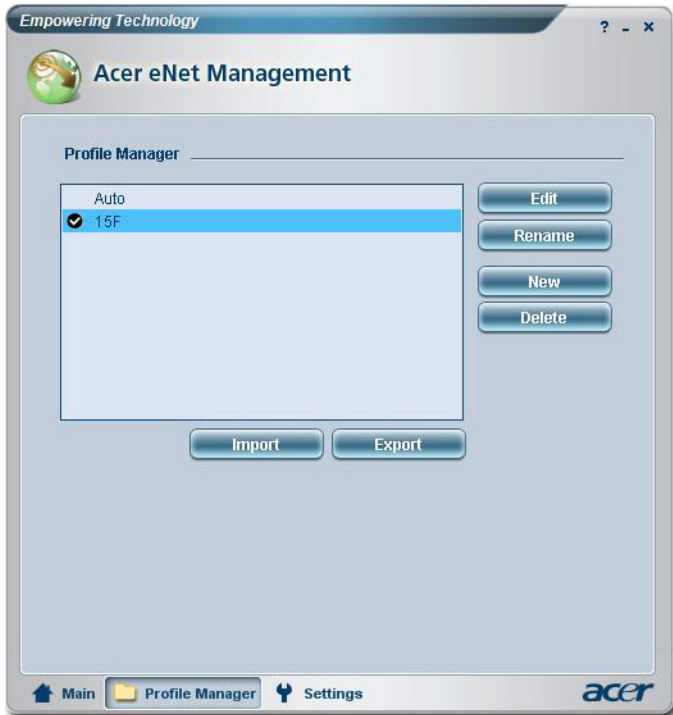 Empowering Technology
? - ×
Acer eNet Management
Profile Manager
Auto
15F
Edit
Rename
New
Delete
Import Export
Main Profile Manager Settings
acer